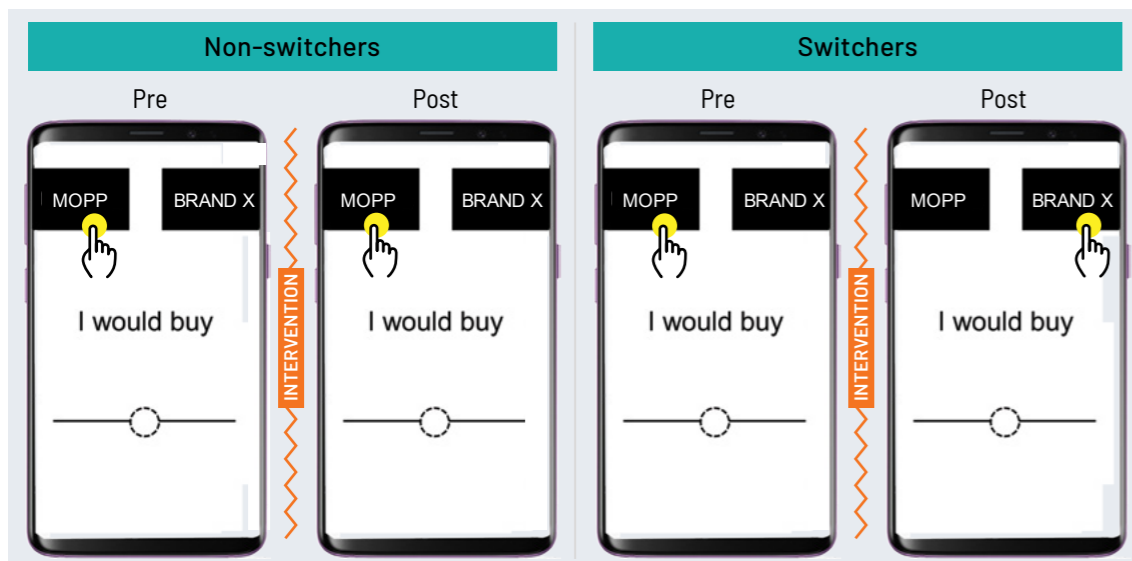 Non-switchers
Switchers
Pre
Post
Pre
Post
MOPP
BRAND X
MOPP
BRAND X
MOPP
BRAND X
MOPP
BRAND X
INTERVENTION
INTERVENTION
I would buy
I would buy
I would buy
I would buy